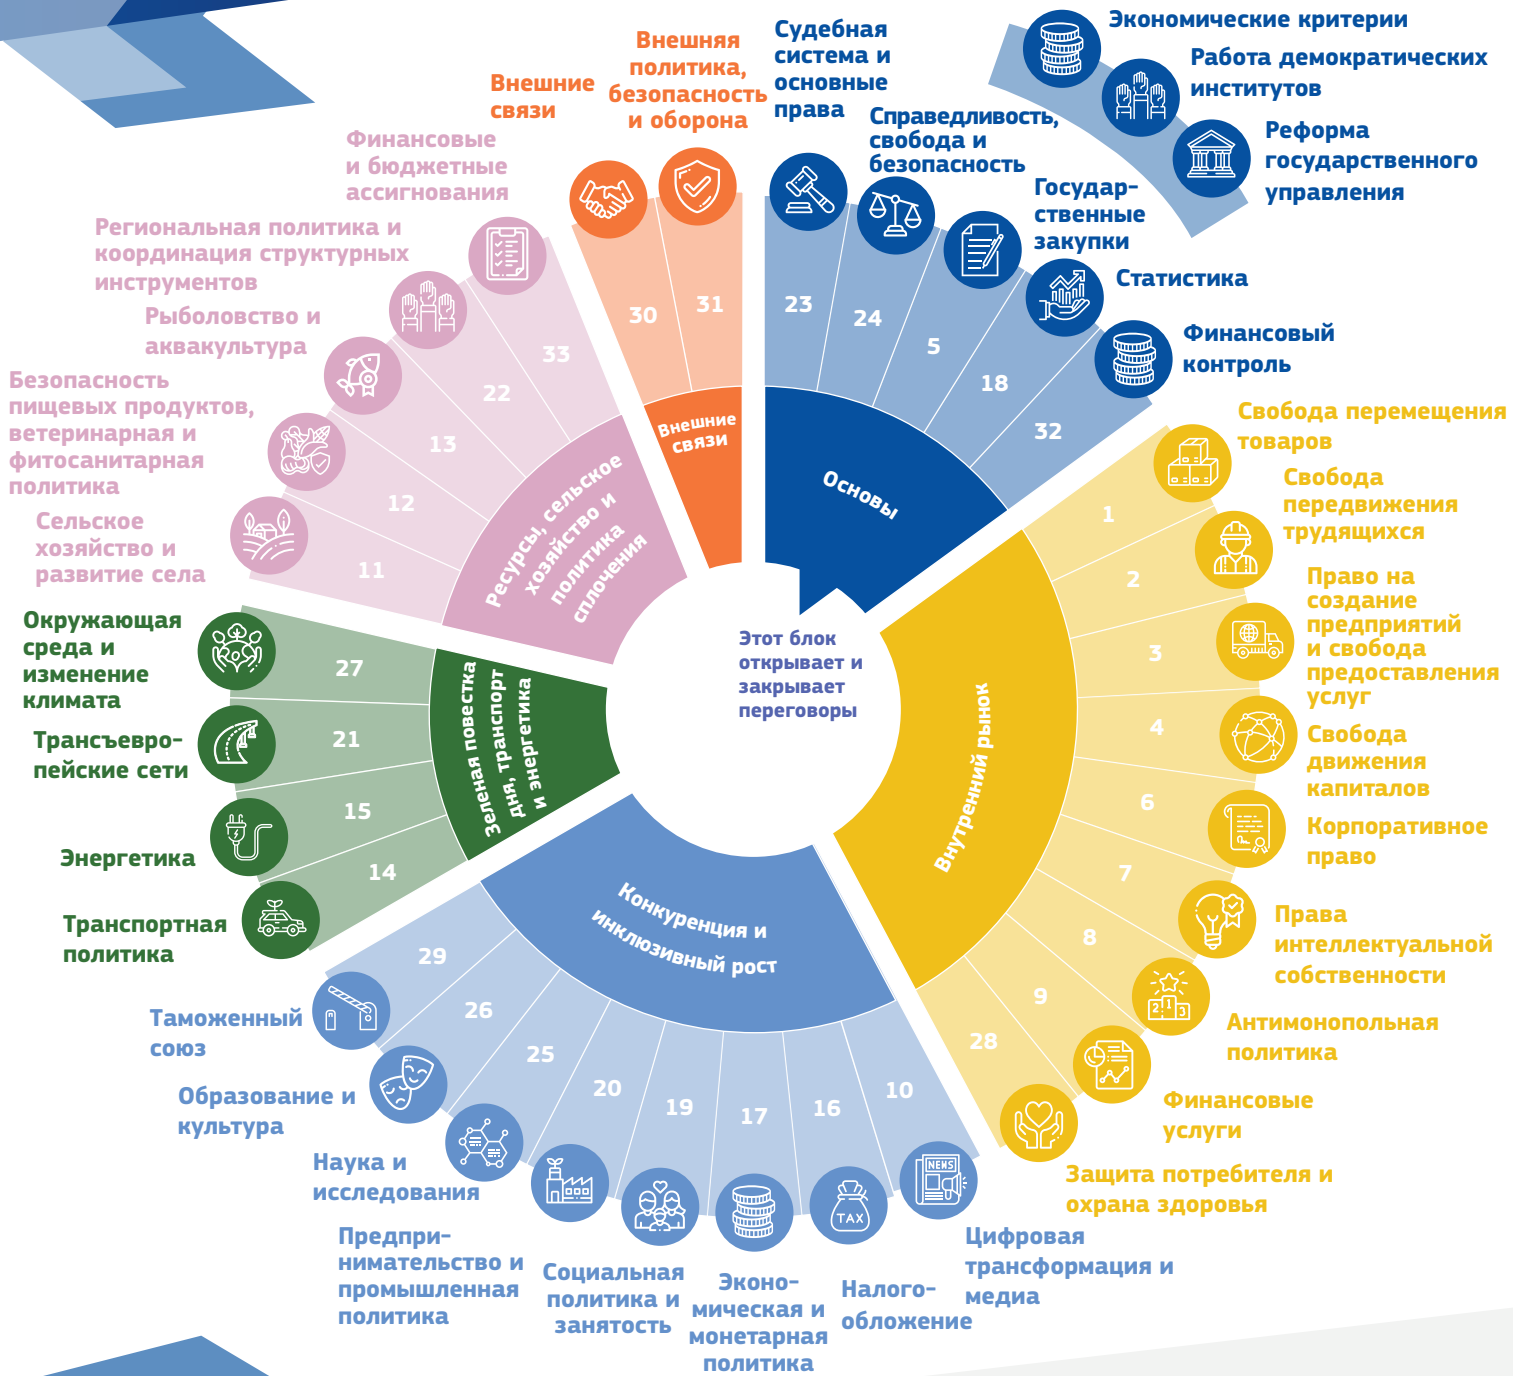 Экономические критерии
Работа демократических
институтов
Реформа
государственного
управления
Судебная
система и
основные
права
Справедливость,
свобода и
безопасность
Государ-
ственные
закупки
Статистика
Финансовый
контроль
23
24
5
18
32
Основы
Этот блок
открывает и
закрывает
переговоры
Свобода перемещения
товаров
Свобода
передвижения
трудящихся
Право на
создание
предприятий
и свобода
предоставления
услуг
Свобода
движения
капиталов
Корпоративное
право
Права
интеллектуальной
собственности
Антимонопольная
политика
Финансовые
услуги
Защита потребителя и
охрана здоровья
1
2
3
4
6
7
8
9
28
Внутренний рынок
2 1 3
NEWS
TAX
10
16
17
19
20
25
26
29
Конкуренция и
инклюзивный рост
Цифровая
трансформация и
медиа
Налого-
обложение
Эконо-
мическая и
монетарная
политика
Социальная
политика и
занятость
Предпри-
нимательство и
промышленная
политика
Наука и
исследования
Образование и
культура
Таможенный
союз
Транспортная
политика
Энергетика
Трансъевро-
пейские сети
Окружающая
среда и
изменение
климата
14
15
21
27
Зеленая повестка
дня, транспорт
и энергетика
Сельское
хозяйство и
развитие села
Безопасность
пищевых продуктов,
ветеринарная и
фитосанитарная
политика
Рыболовство и
аквакультура
Региональная политика и
координация структурных
инструментов
Финансовые
и бюджетные
ассигнования
11
12
13
22
33
Ресурсы, сельское
хозяйство и
политика
сплочения
Внешние
связи
Внешняя
политика,
безопасность
и оборона
30
31
Внешние
связи